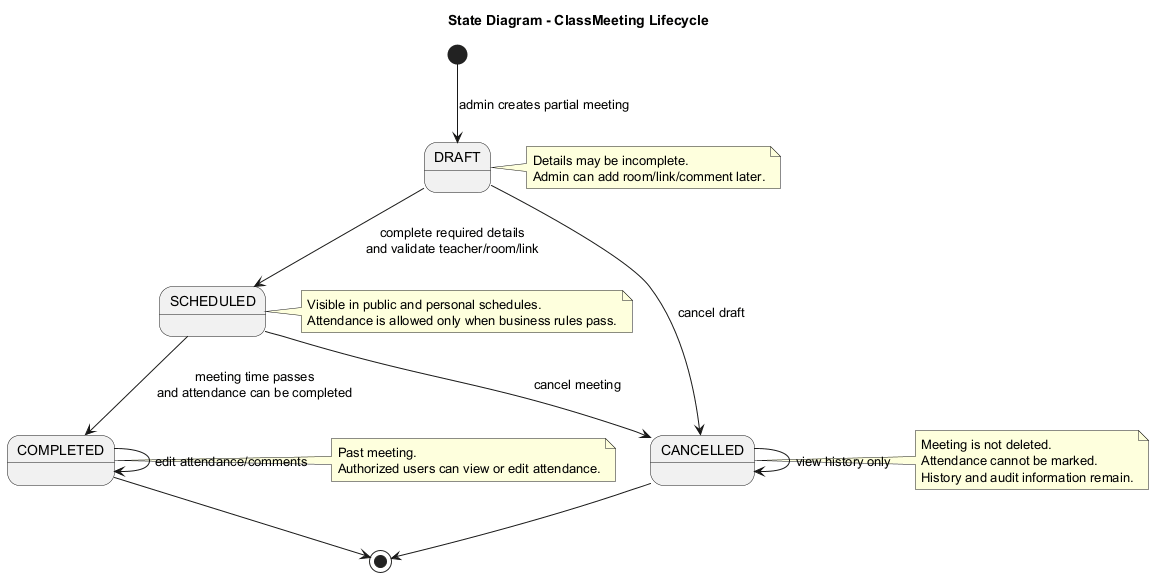 State Diagram - ClassMeeting Lifecycle
admin creates partial meeting
DRAFT
Details may be incomplete.
Admin can add room/link/comment later.
complete required details
and validate teacher/room/link
SCHEDULED
Visible in public and personal schedules.
Attendance is allowed only when business rules pass.
cancel draft
meeting time passes
and attendance can be completed
cancel meeting
COMPLETED
edit attendance/comments
Past meeting.
Authorized users can view or edit attendance.
CANCELLED
view history only
Meeting is not deleted.
Attendance cannot be marked.
History and audit information remain.